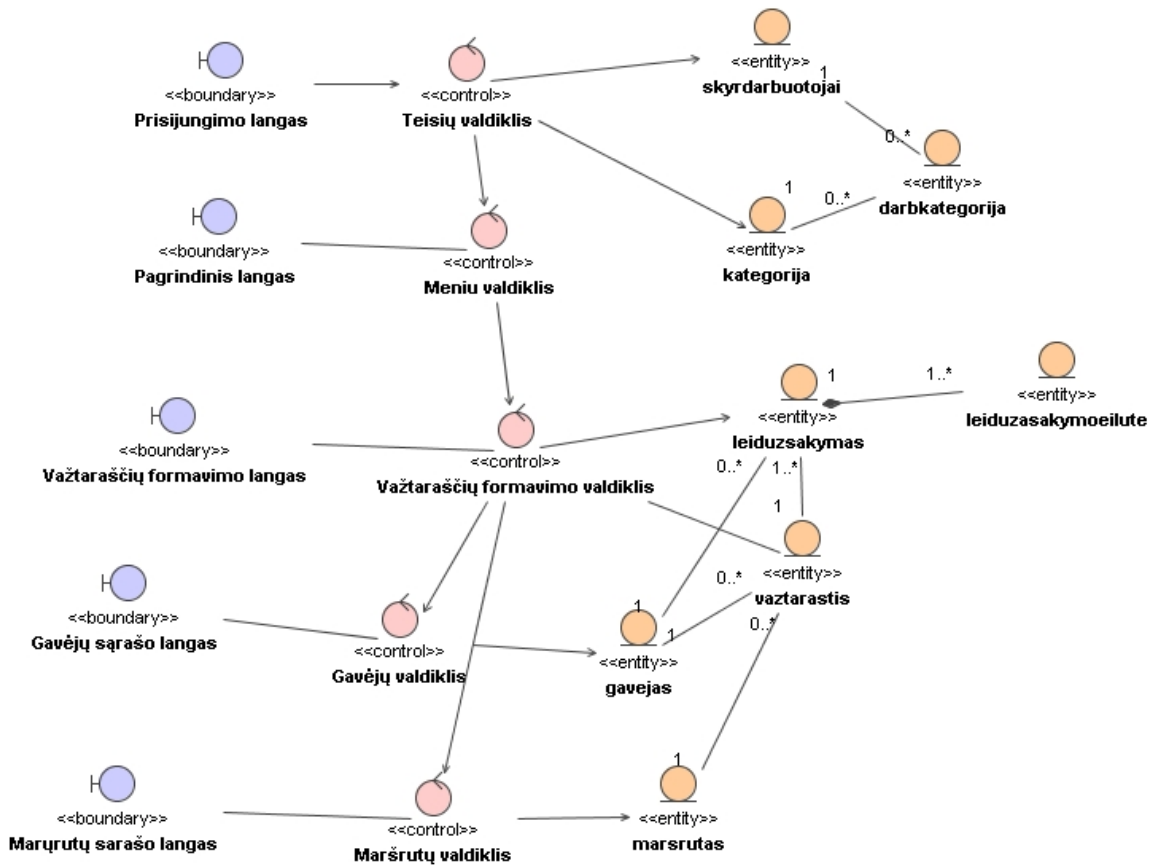 <<entity>>
1
skyrdarbuotojai
<<boundary>>
Prisijungimo langas
<<control>>
Teisių valdiklis
0..*
<<entity>>
darbkategorija
1
0..*
<<entity>>
kategorija
<<boundary>>
Pagrindinis langas
<<control>>
Meniu valdiklis
1
1..*
<<entity>>
leiduzsakymas
<<entity>>
leiduzasakymoeilute
<<boundary>>
Važtaraščių formavimo langas
<<control>>
Važtaraščių formavimo valdiklis
0..*
1..*
1
<<entity>>
vaztarastis
0..*
0..*
<<boundary>>
Gavėjų sąrašo langas
<<control>>
Gavėjų valdiklis
1
1
<<entity>>
gavejas
<<boundary>>
Marųrutų sarašo langas
<<control>>
Maršrutų valdiklis
1
<<entity>>
marsrutas